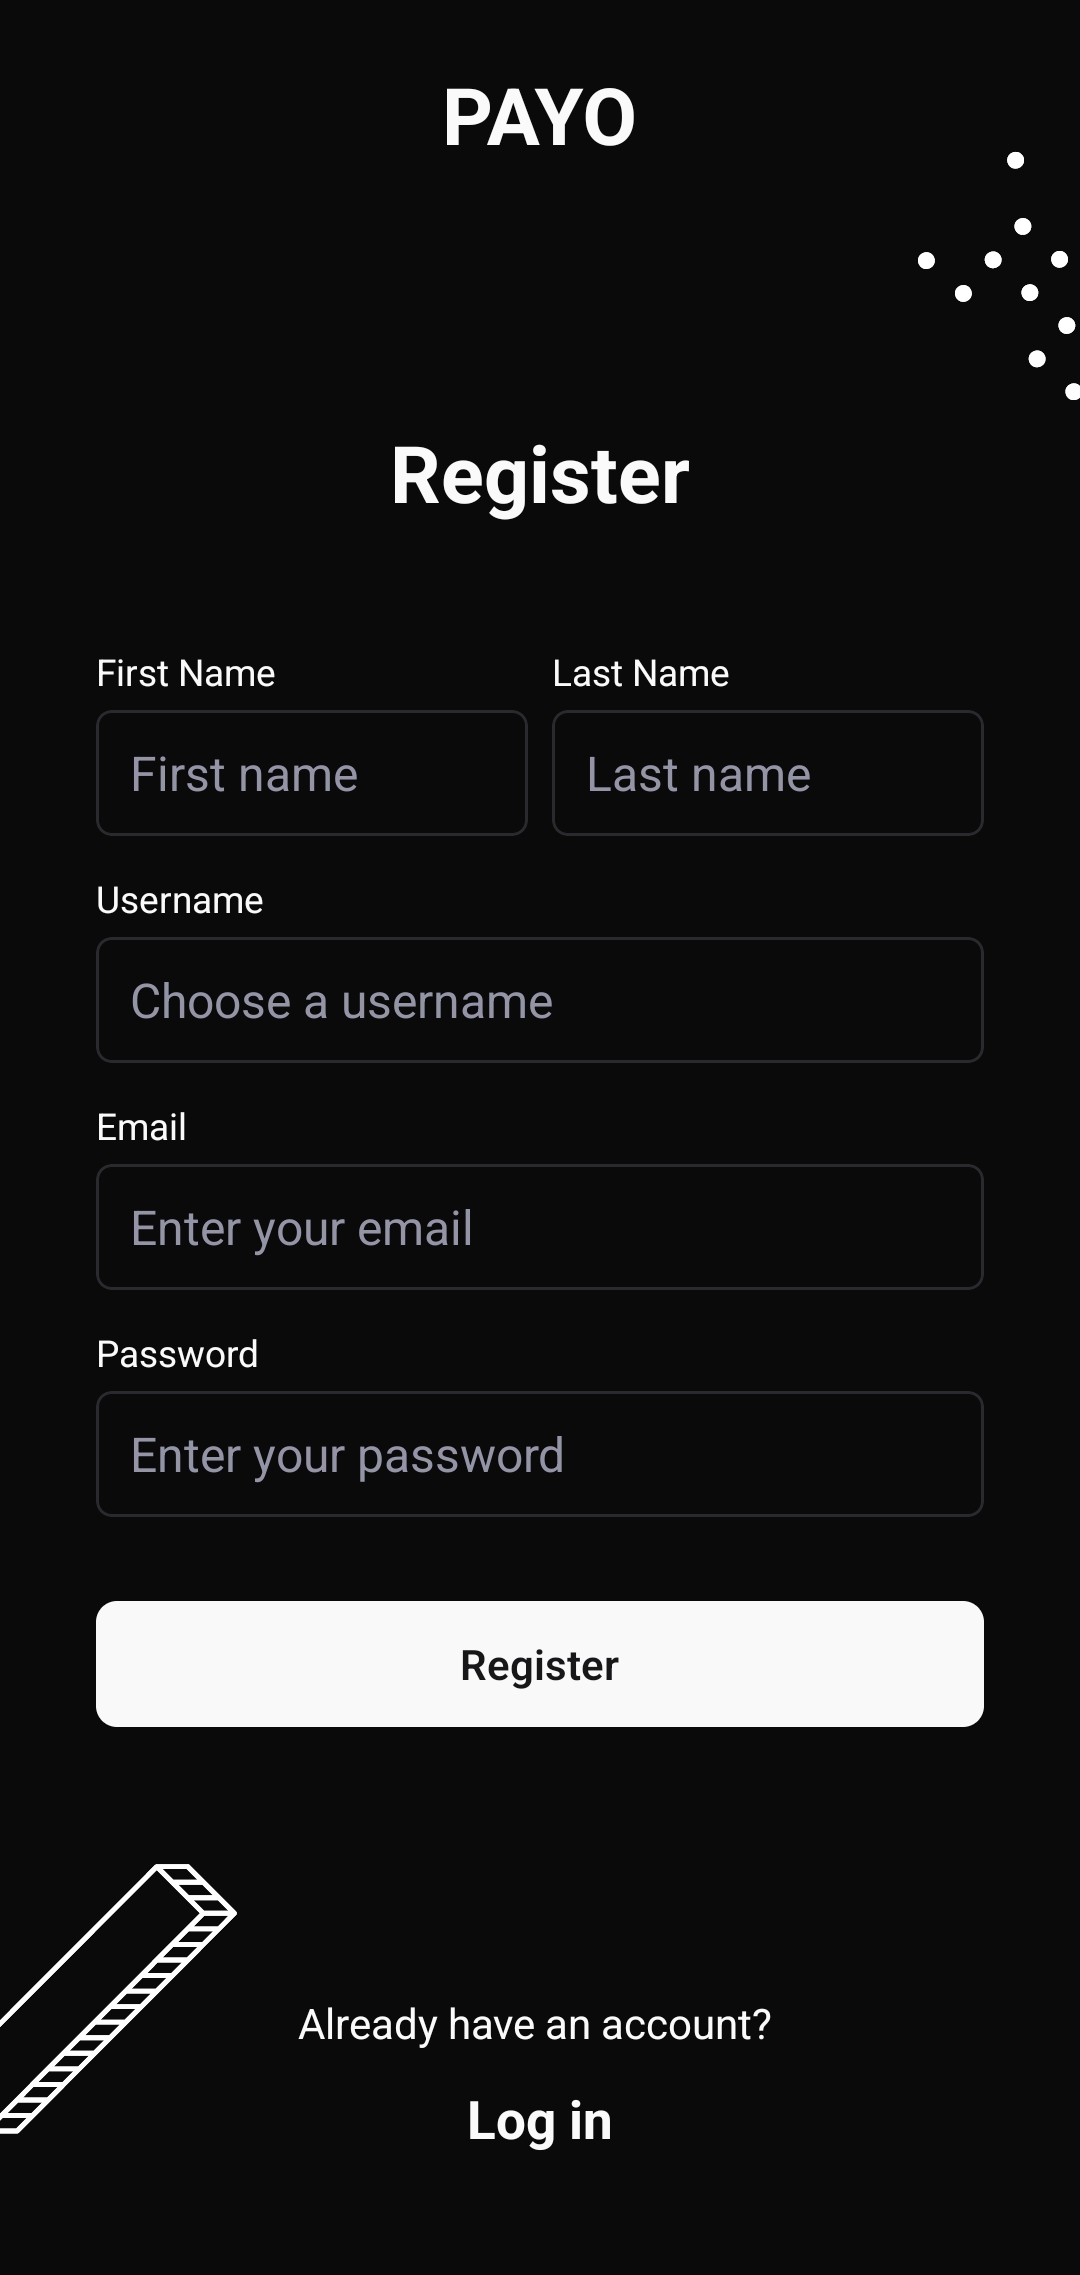 PAYO
Register
First Name Last Name
First name Last name
Username
Choose a username
Email
Enter your email
Password
Enter your password
Register
Already have an account?
Log in